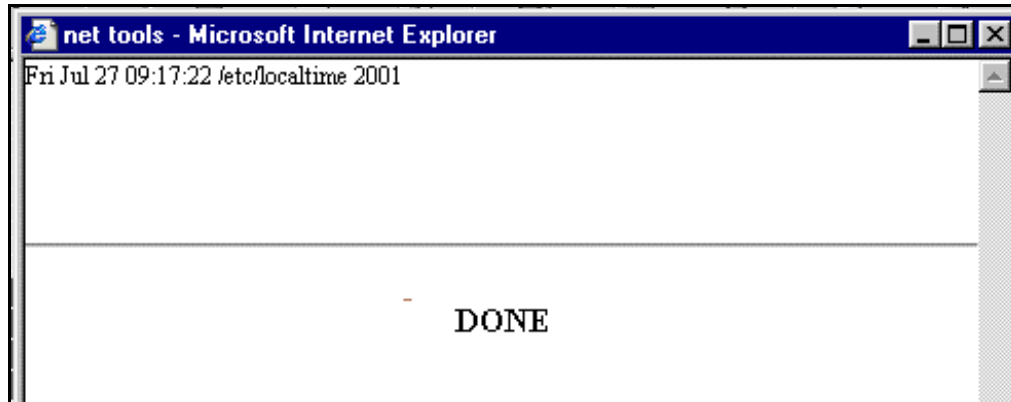 net tools - Microsoft Internet Explorer
Fri Jul 27 09:17:22 /etc/localtime 2001
DONE